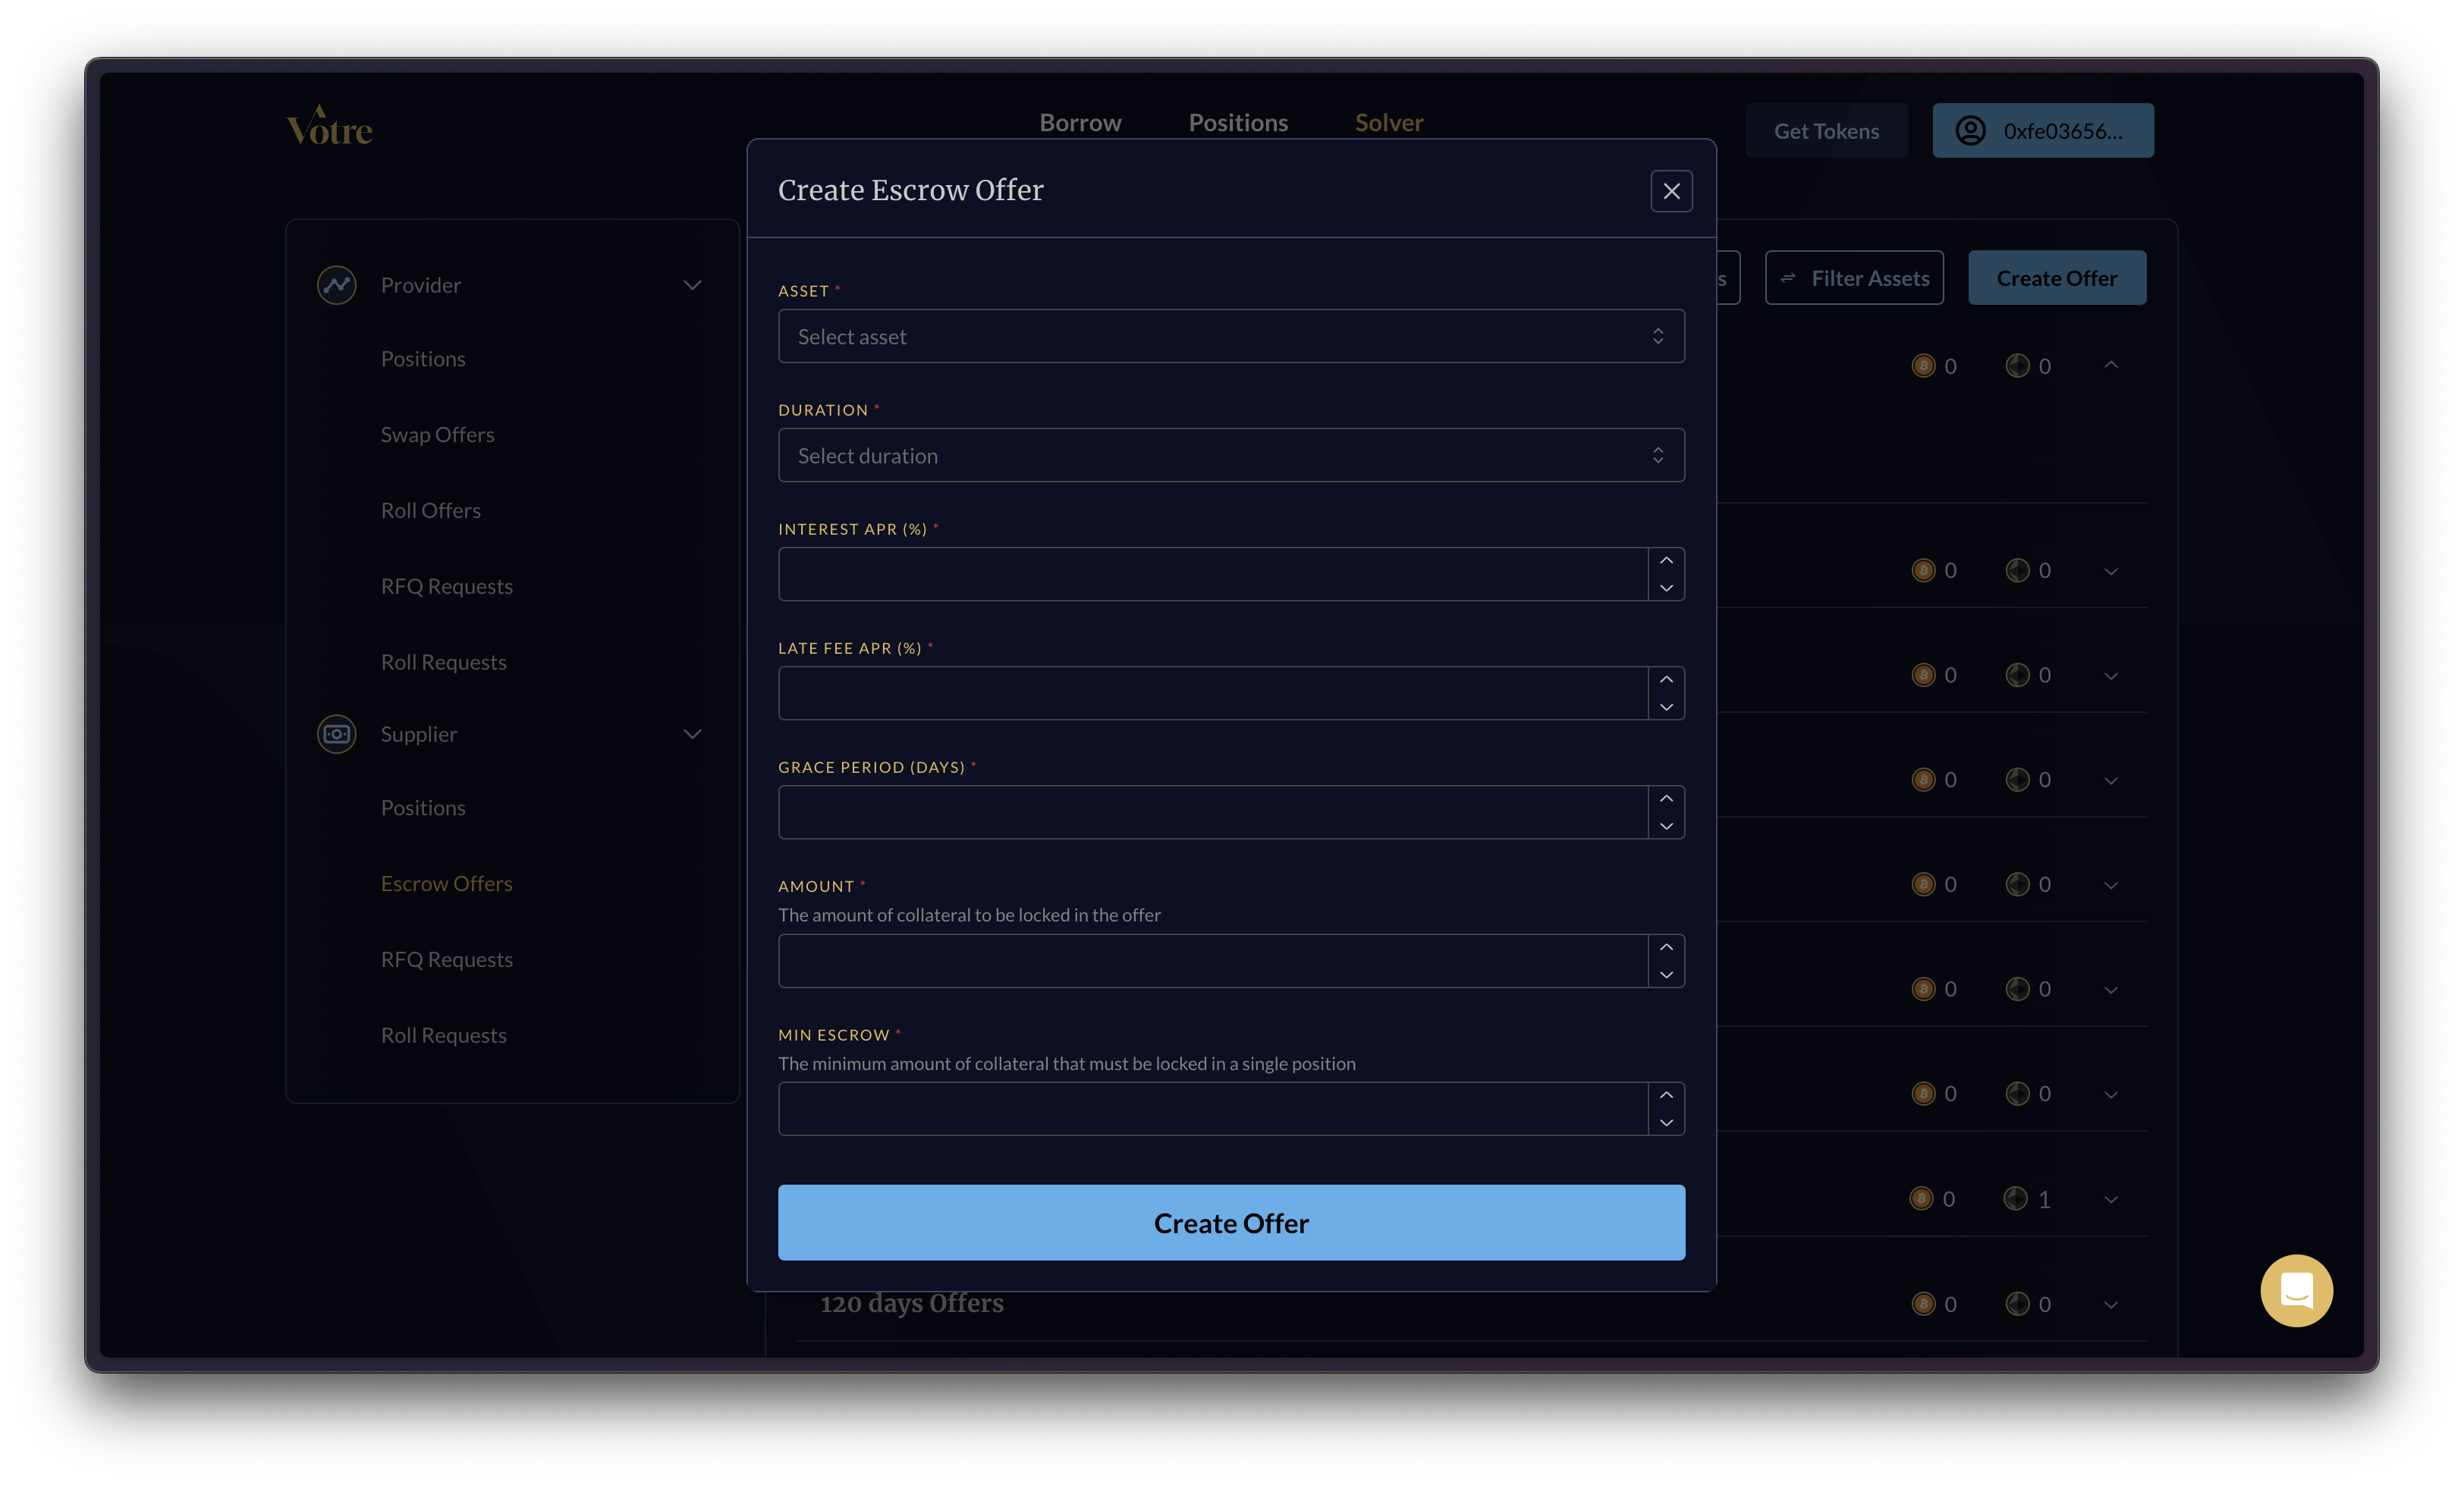 Votre
Borrow Positions Solver
Get Tokens
0xfe03656...
Provider
Positions
Swap Offers
Roll Offers
RFQ Requests
Roll Requests
Supplier
Positions
Escrow Offers
RFQ Requests
Roll Requests
Create Escrow Offer
ASSET *
Select asset
DURATION *
Select duration
INTEREST APR (%) *
LATE FEE APR (%) *
GRACE PERIOD (DAYS) *
AMOUNT *
The amount of collateral to be locked in the offer
MIN ESCROW *
The minimum amount of collateral that must be locked in a single position
Create Offer
s
Filter Assets
Create Offer
0 0
0 0
0 0
0 0
0 0
0 0
0 0
0 1
120 days Offers
0 0